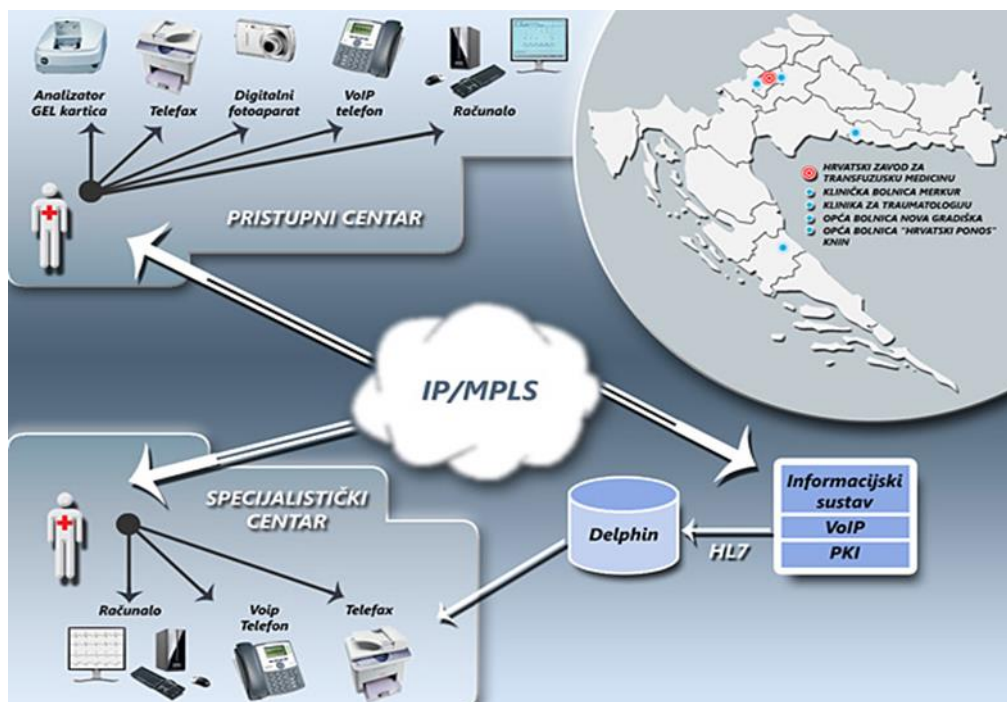 Analizator
GEL kartica
Telefax
Digitalni
fotoaparat
VoIP
telefon
Računalo
PRISTUPNI CENTAR
HRVATSKI ZAVOD ZA
TRANSFUZIJSKU MEDICINU
KLINIČKA BOLNICA MERKUR
KLINIKA ZA TRAUMATOLOGIJU
OPĆA BOLNICA NOVA GRADIŠKA
OPĆA BOLNICA "HRVATSKI PONOS"
KNIN
IP/MPLS
SPECIJALISTIČKI
CENTAR
Računalo
Voip
Telefon
Telefax
Delphin
HL7
Informacijski
sustav
VoIP
PKI